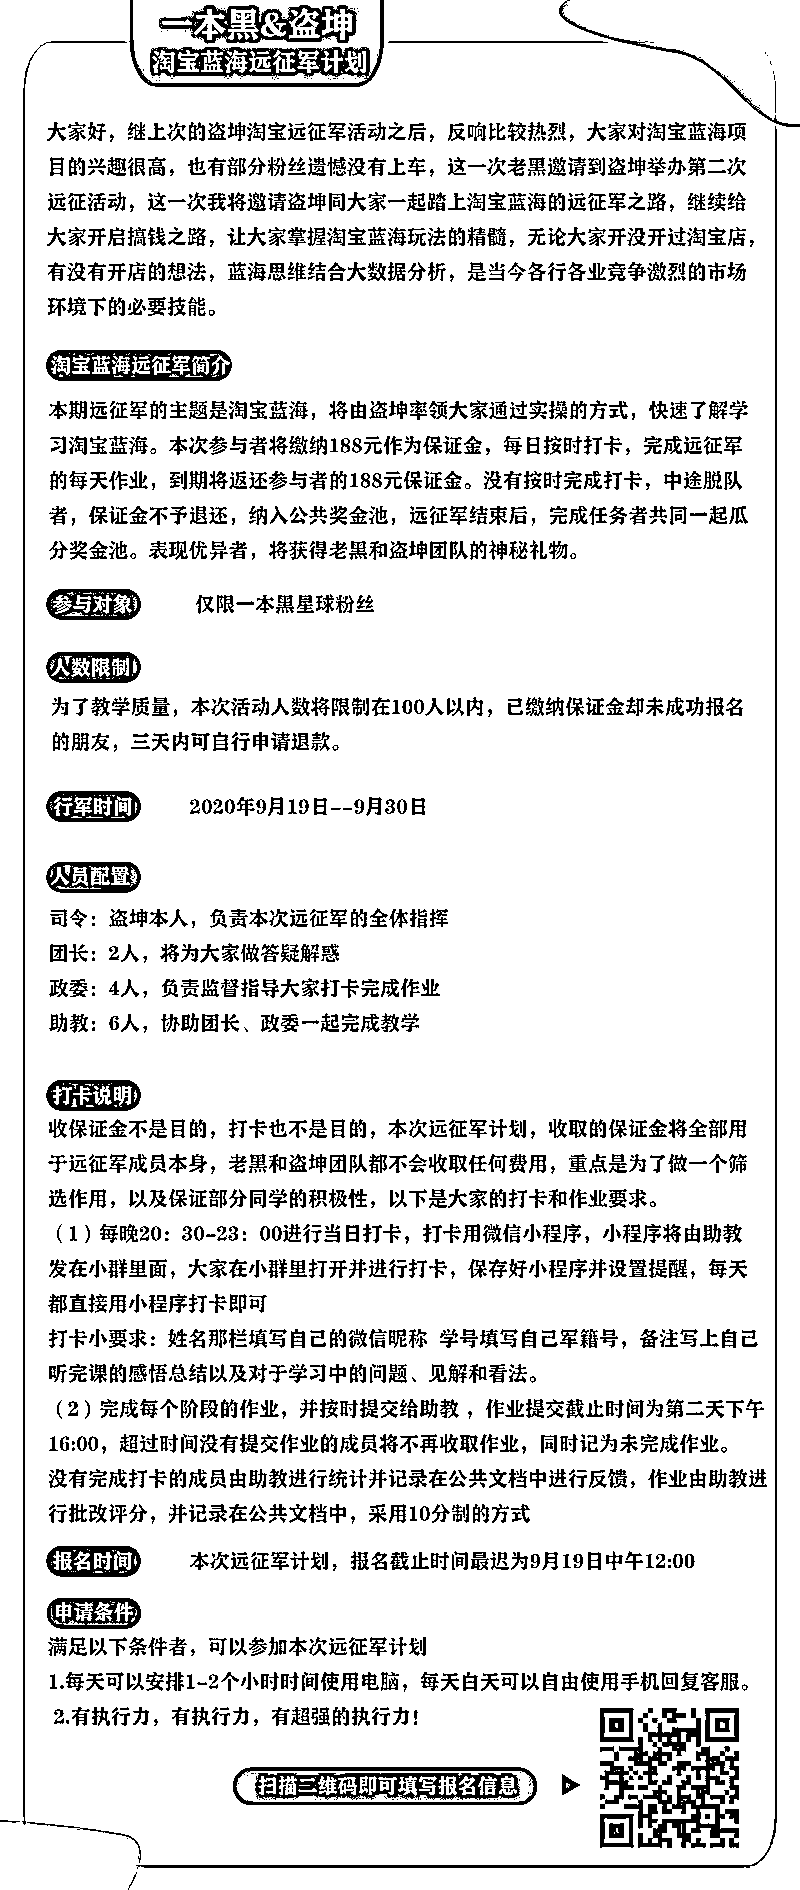 一本黑&盗坤
淘宝蓝海远征军计划
大家好，继上次的盗坤淘宝远征军活动之后，反响比较热烈，大家对淘宝蓝海项
目的兴趣很高，也有部分粉丝遗憾没有上车，这一次老黑邀请到盗坤举办第二次
远征活动，这一次我将邀请盗坤同大家一起踏上淘宝蓝海的远征军之路，继续给
大家开启搞钱之路，让大家掌握淘宝蓝海玩法的精髓，无论大家开没开过淘宝店，
有没有开店的想法，蓝海思维结合大数据分析，是当今各行各业竞争激烈的市场
环境下的必要技能。
淘宝蓝海远征军简介
本期远征军的主题是淘宝蓝海，将由盗坤率领大家通过实操的方式，快速了解学
习淘宝蓝海。本次参与者将缴纳188元作为保证金，每日按时打卡，完成远征军
的每天作业，到期将返还参与者的188元保证金。没有按时完成打卡，中途脱队
者，保证金不予退还，纳入公共奖金池，远征军结束后，完成任务者共同一起瓜
分奖金池。表现优异者，将获得老黑和盗坤团队的神秘礼物。
参与对象 仅限一本黑星球粉丝
人数限制
为了教学质量，本次活动人数将限制在100人以内，已缴纳保证金却未成功报名
的朋友，三天内可自行申请退款。
行军时间 2020年9月19日--9月30日
人员配置
司令：盗坤本人，负责本次远征军的全体指挥
团长：2人，将为大家做答疑解惑
政委：4人，负责监督指导大家打卡完成作业
助教：6人，协助团长、政委一起完成教学
打卡说明
收保证金不是目的，打卡也不是目的，本次远征军计划，收取的保证金将全部用
于远征军成员本身，老黑和盗坤团队都不会收取任何费用，重点是为了做一个筛
选作用，以及保证部分同学的积极性，以下是大家的打卡和作业要求。
（1）每晚20：30-23：00进行当日打卡，打卡用微信小程序，小程序将由助教
发在小群里面，大家在小群里打开并进行打卡，保存好小程序并设置提醒，每天
都直接用小程序打卡即可
打卡小要求：姓名那栏填写自己的微信昵称 学号填写自己军籍号，备注写上自己
听完课的感悟总结以及对于学习中的问题、见解和看法。
（2）完成每个阶段的作业，并按时提交给助教 ，作业提交截止时间为第二天下午
16:00，超过时间没有提交作业的成员将不再收取作业，同时记为未完成作业。
没有完成打卡的成员由助教进行统计并记录在公共文档中进行反馈，作业由助教进
行批改评分，并记录在公共文档中，采用10分制的方式
报名时间 本次远征军计划，报名截止时间最迟为9月19日中午12:00
申请条件
满足以下条件者，可以参加本次远征军计划
1.每天可以安排1-2个小时时间使用电脑，每天白天可以自由使用手机回复客服。
2.有执行力，有执行力，有超强的执行力！
扫描二维码即可填写报名信息